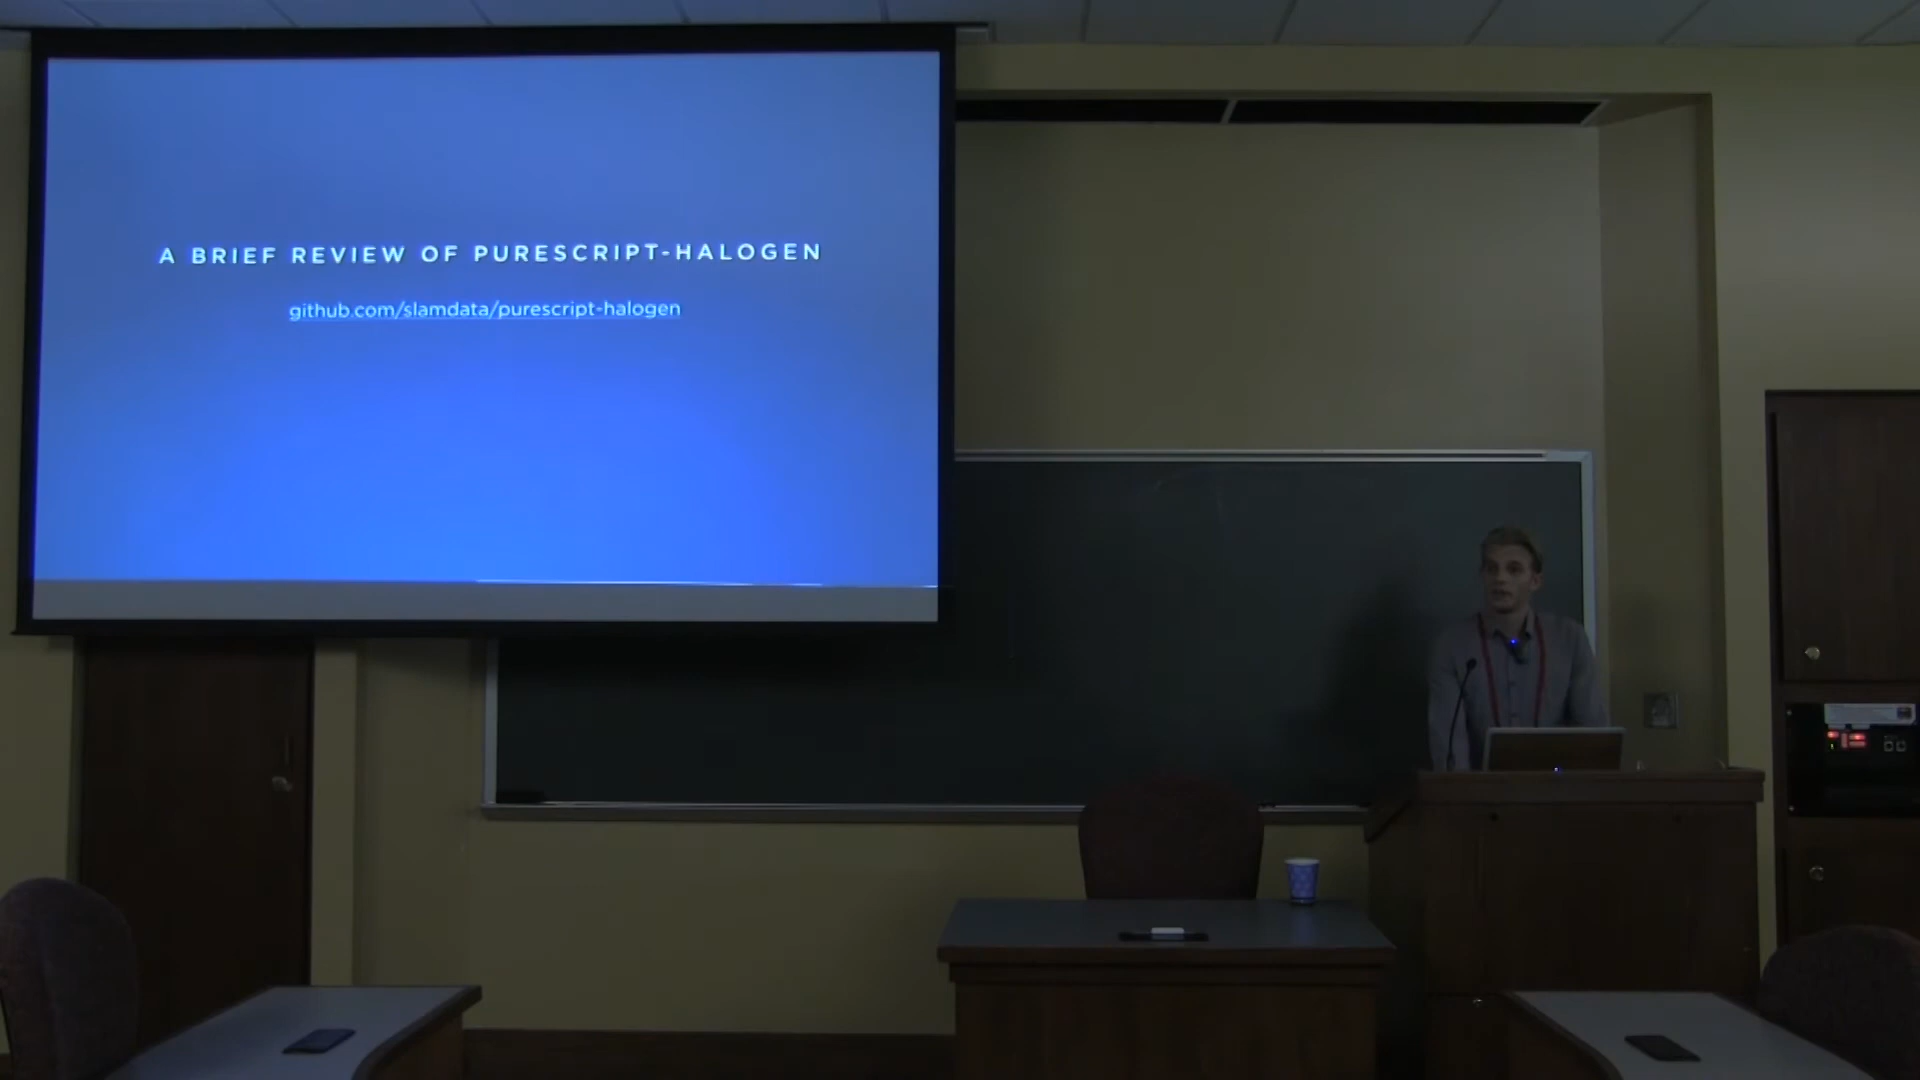 A BRIEF REVIEW OF PURESCRIPT-HALOGEN
github.com/slamdata/purescript-halogen